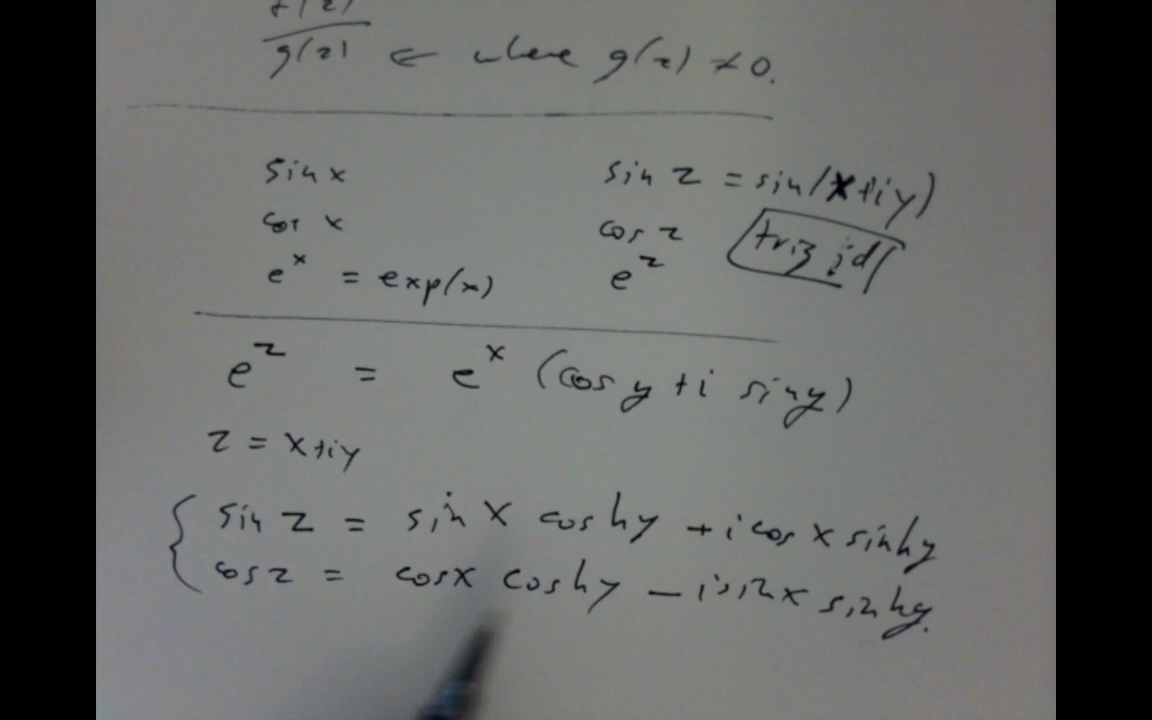 f(z)
g(z) ← where g(z) ≠ 0.
sin x
sin z = sin(x+iy)
cos x
cos z
trig id
e^x = exp(x)
e^z
e^z = e^x (cos y + i sin y)
z = x+iy
sin z = sin x cosh y + i cos x sinh y
cos z = cos x cosh y - i sin x sinh y.